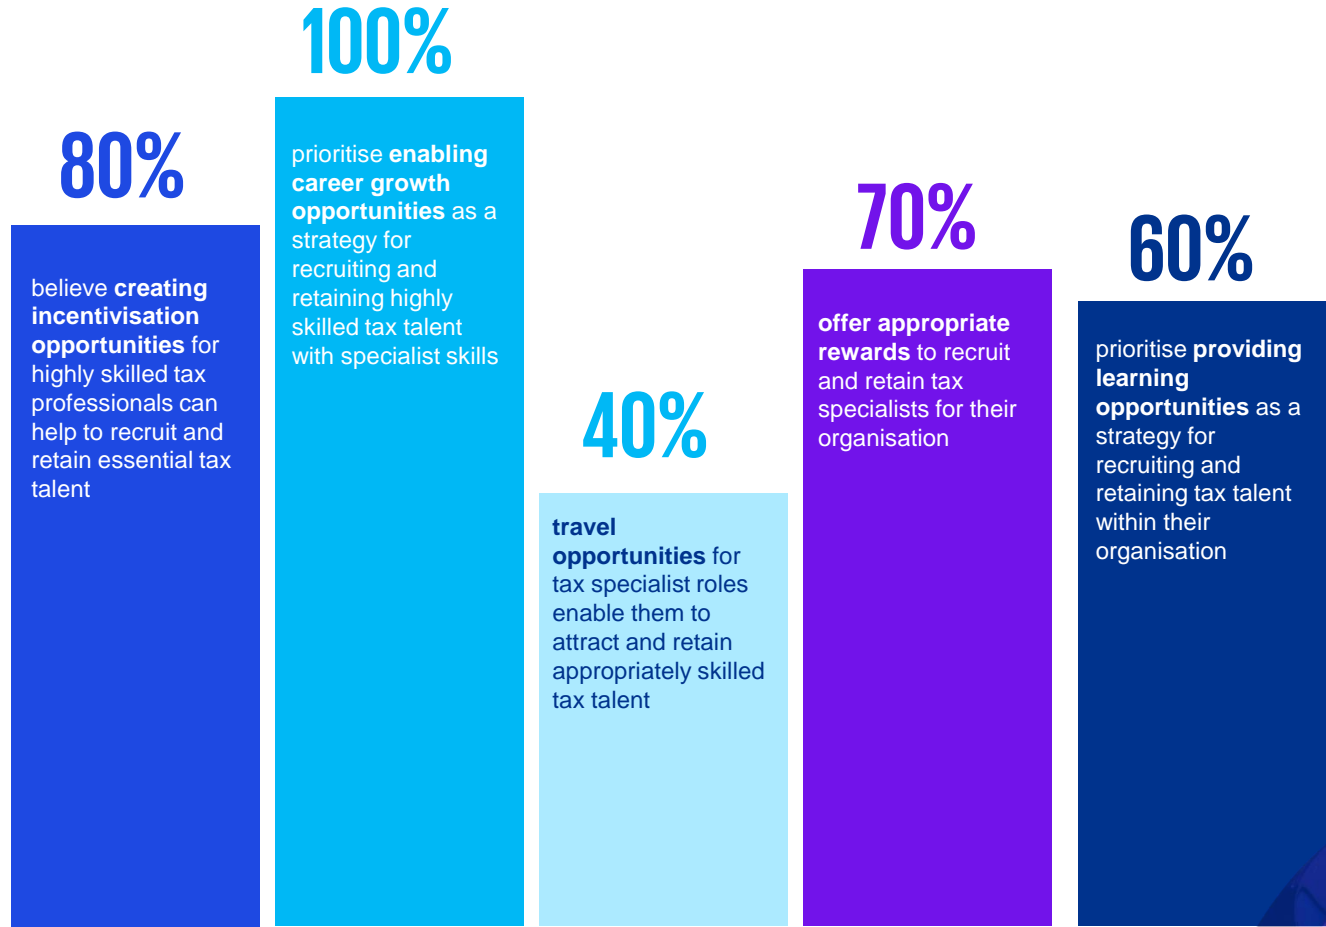 80%
believe creating
incentivisation
opportunities for
highly skilled tax
professionals can
help to recruit and
retain essential tax
talent
100%
prioritise enabling
career growth
opportunities as a
strategy for
recruiting and
retaining highly
skilled tax talent
with specialist skills
40%
travel
opportunities for
tax specialist roles
enable them to
attract and retain
appropriately skilled
tax talent
70%
offer appropriate
rewards to recruit
and retain tax
specialists for their
organisation
60%
prioritise providing
learning
opportunities as a
strategy for
recruiting and
retaining tax talent
within their
organisation